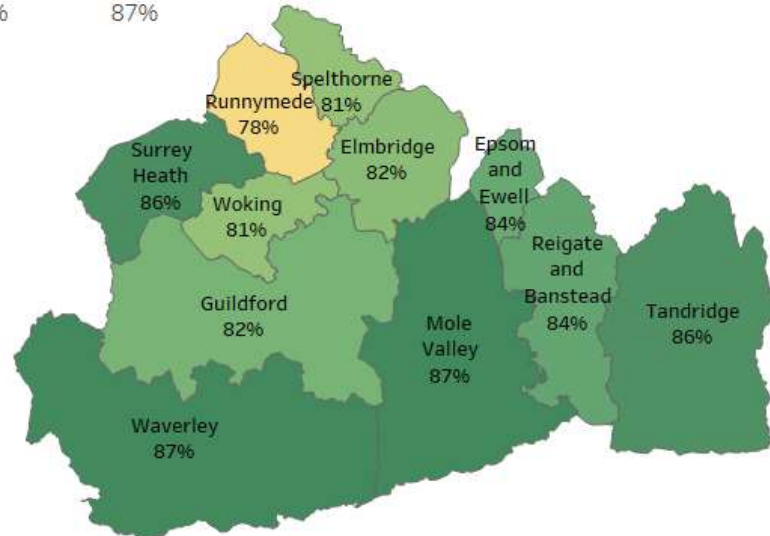 %
87%
Spelthorne
81%
Runnymede
78%
Elmbridge
82%
Epsom
and
Ewell
84%
Surrey
Heath
86%
Woking
81%
Reigate
and
Banstead
84%
Guildford
82%
Mole
Valley
87%
Tandridge
86%
Waverley
87%